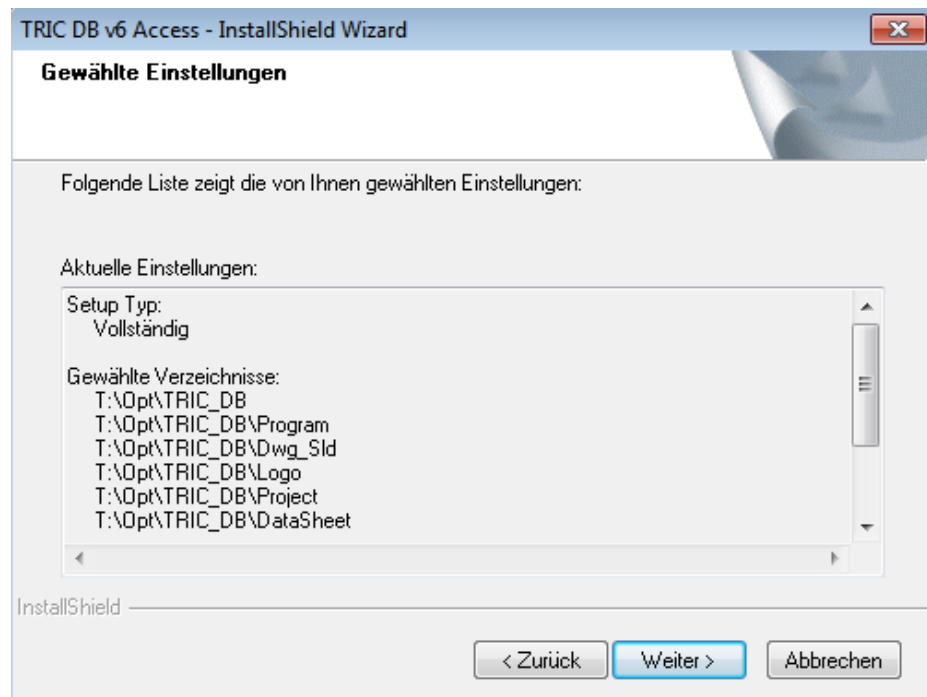 TRIC DB v6 Access - InstallShield Wizard
Gewählte Einstellungen
Folgende Liste zeigt die von Ihnen gewählten Einstellungen:
Aktuelle Einstellungen:
Setup Typ:
Vollständig
Gewählte Verzeichnisse:
T:\Opt\TRIC_DB
T:\Opt\TRIC_DB\Program
T:\Opt\TRIC_DB\Dwg_Sld
T:\Opt\TRIC_DB\Logo
T:\Opt\TRIC_DB\Project
T:\Opt\TRIC_DB\DataSheet
InstallShield
< Zurück
Weiter >
Abbrechen